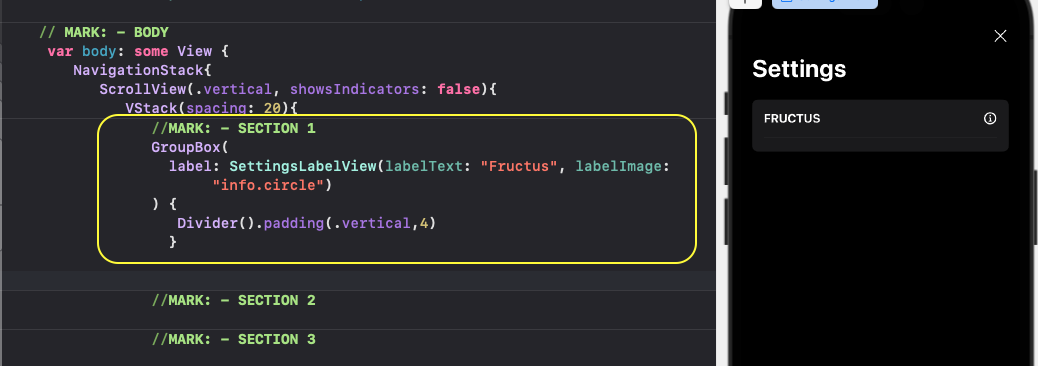 // MARK: - BODY
var body: some View {
NavigationStack{
ScrollView(.vertical, showsIndicators: false){
VStack(spacing: 20){
//MARK: - SECTION 1
GroupBox(
label: SettingsLabelView(labelText: "Fructus", labelImage:
"info.circle")
) {
Divider().padding(.vertical,4)
}
//MARK: - SECTION 2
//MARK: - SECTION 3
Settings
FRUCTUS